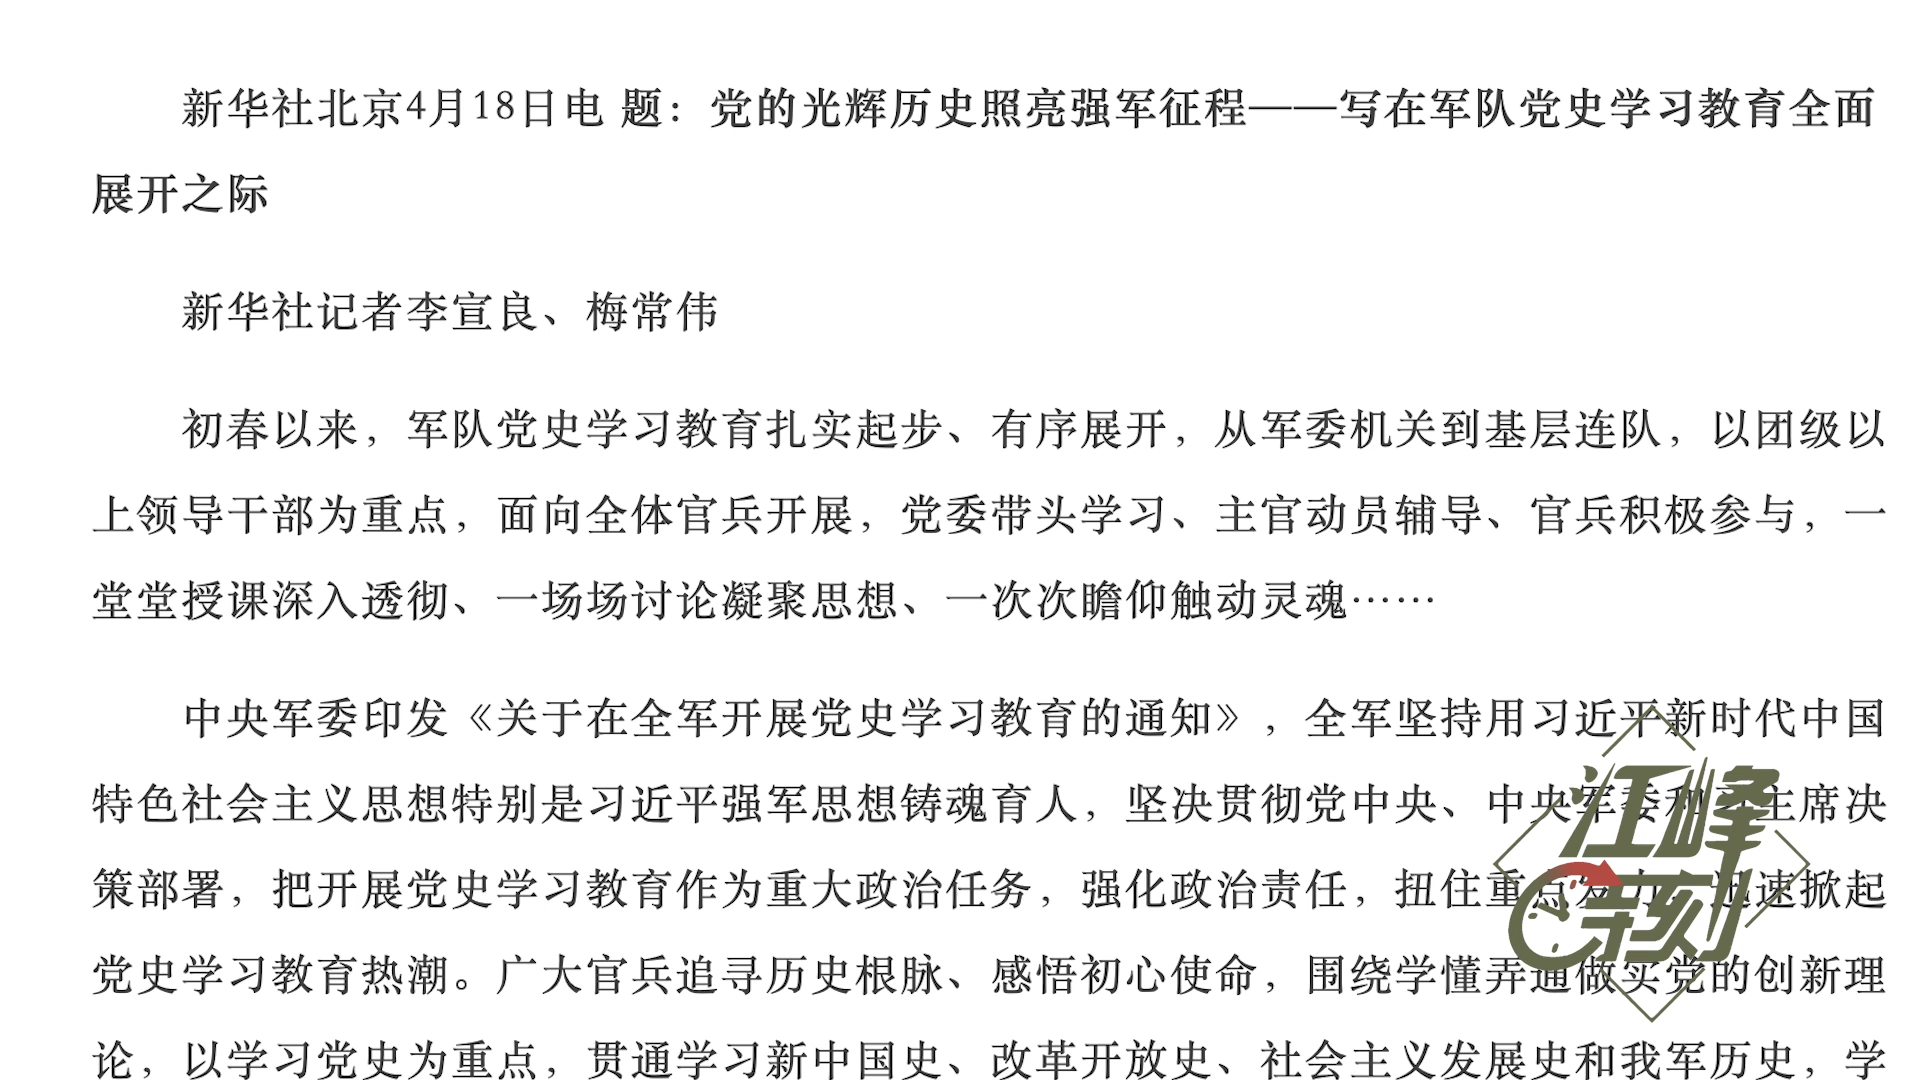 新华社北京4月18日电 题：党的光辉历史照亮强军征程——写在军队党史学习教育全面
展开之际
新华社记者李宣良、梅常伟
初春以来，军队党史学习教育扎实起步、有序展开，从军委机关到基层连队，以团级以
上领导干部为重点，面向全体官兵开展，党委带头学习、主官动员辅导、官兵积极参与，一
堂堂授课深入透彻、一场场讨论凝聚思想、一次次瞻仰触动灵魂……
中央军委印发《关于在全军开展党史学习教育的通知》，全军坚持用习近平新时代中国
特色社会主义思想特别是习近平强军思想铸魂育人，坚决贯彻党中央、中央军委和习主席决
策部署，把开展党史学习教育作为重大政治任务，强化政治责任，扭住重点发力，迅速掀起
党史学习教育热潮。广大官兵追寻历史根脉、感悟初心使命，围绕学懂弄通做实党的创新理
论，以学习党史为重点，贯通学习新中国史、改革开放史、社会主义发展史和我军历史，学
江峰
时刻